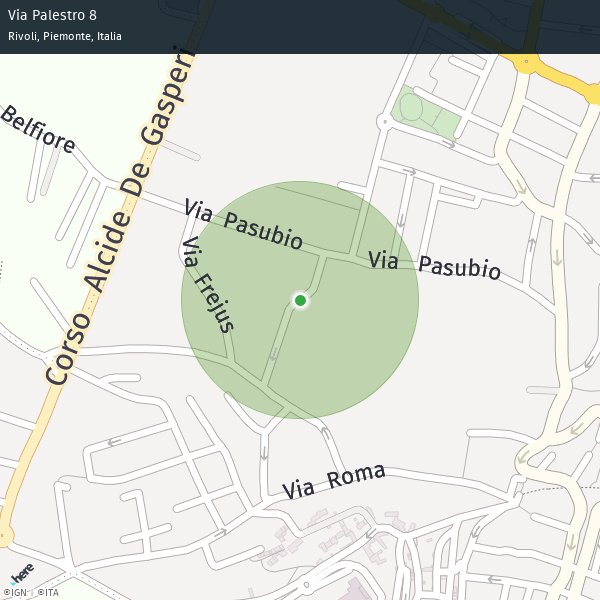 Via Palestro 8
Rivoli, Piemonte, Italia
Belfiore
Corso Alcide De Gasperi
Via Pasubio
Via Pasubio
Via Frejus
Via Roma
here
©IGN | ©ITA